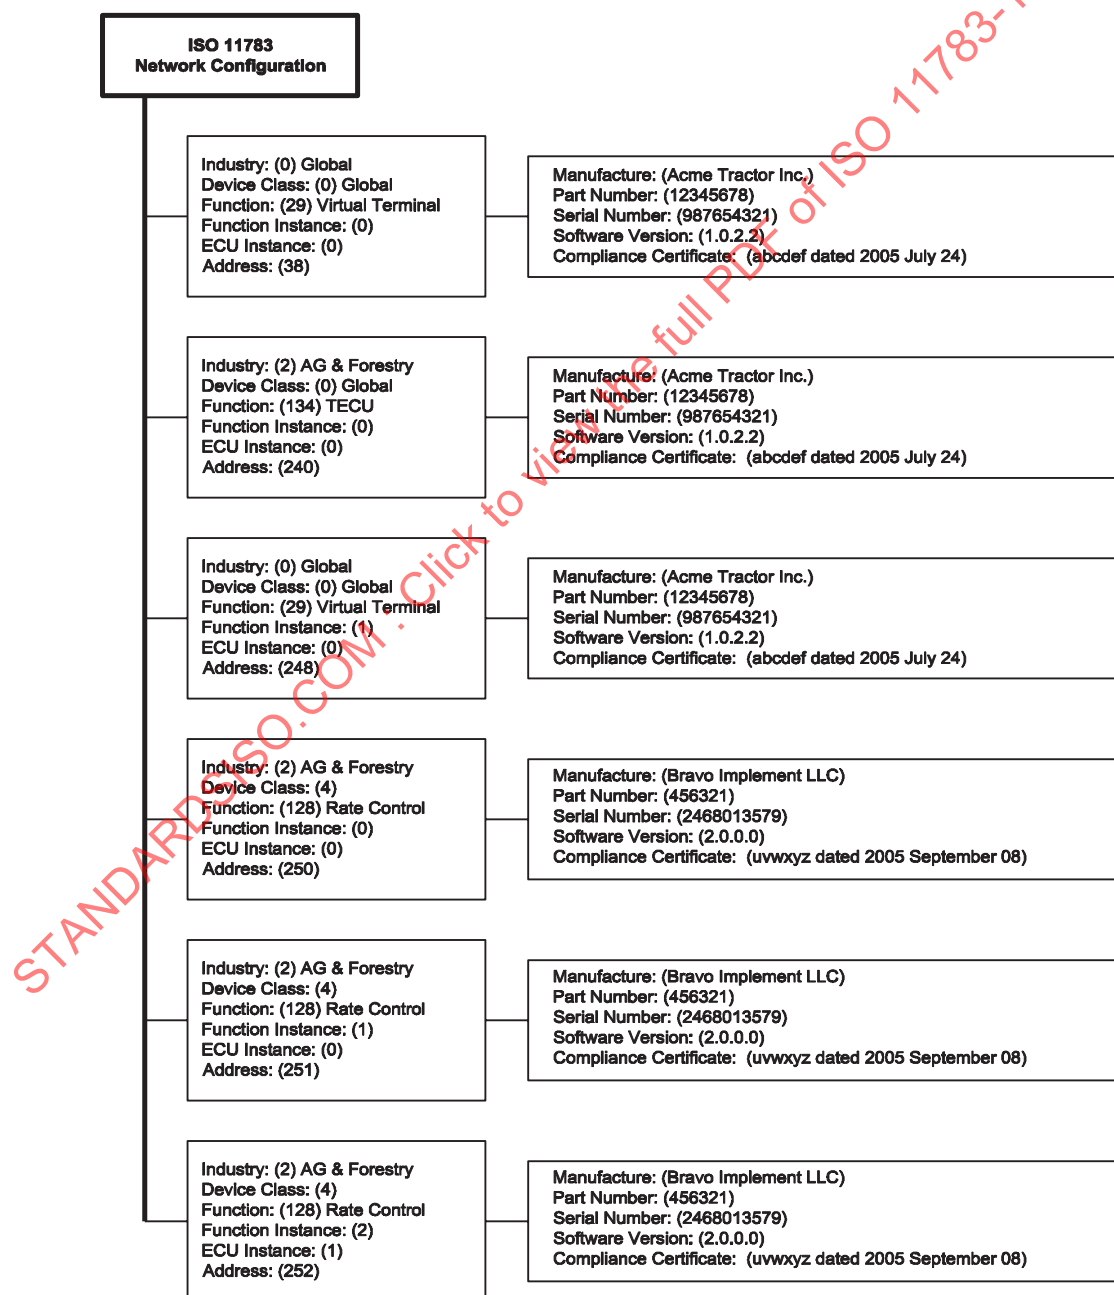 ISO 11783
Network Configuration
Industry: (0) Global
Device Class: (0) Global
Function: (29) Virtual Terminal
Function Instance: (0)
ECU Instance: (0)
Address: (38)
Manufacture: (Acme Tractor Inc.)
Part Number: (12345678)
Serial Number: (987654321)
Software Version: (1.0.2.2)
Compliance Certificate: (abcdef dated 2005 July 24)
Industry: (2) AG & Forestry
Device Class: (0) Global
Function: (134) TECU
Function Instance: (0)
ECU Instance: (0)
Address: (240)
Manufacture: (Acme Tractor Inc.)
Part Number: (12345678)
Serial Number: (987654321)
Software Version: (1.0.2.2)
Compliance Certificate: (abcdef dated 2005 July 24)
Industry: (0) Global
Device Class: (0) Global
Function: (29) Virtual Terminal
Function Instance: (1)
ECU Instance: (0)
Address: (248)
Manufacture: (Acme Tractor Inc.)
Part Number: (12345678)
Serial Number: (987654321)
Software Version: (1.0.2.2)
Compliance Certificate: (abcdef dated 2005 July 24)
Industry: (2) AG & Forestry
Device Class: (4)
Function: (128) Rate Control
Function Instance: (0)
ECU Instance: (0)
Address: (250)
Manufacture: (Bravo Implement LLC)
Part Number: (456321)
Serial Number: (2468013579)
Software Version: (2.0.0.0)
Compliance Certificate: (uvwxyz dated 2005 September 08)
Industry: (2) AG & Forestry
Device Class: (4)
Function: (128) Rate Control
Function Instance: (1)
ECU Instance: (0)
Address: (251)
Manufacture: (Bravo Implement LLC)
Part Number: (456321)
Serial Number: (2468013579)
Software Version: (2.0.0.0)
Compliance Certificate: (uvwxyz dated 2005 September 08)
Industry: (2) AG & Forestry
Device Class: (4)
Function: (128) Rate Control
Function Instance: (2)
ECU Instance: (1)
Address: (252)
Manufacture: (Bravo Implement LLC)
Part Number: (456321)
Serial Number: (2468013579)
Software Version: (2.0.0.0)
Compliance Certificate: (uvwxyz dated 2005 September 08)
STANDARDSISO.COM : Click to view the full PDF of ISO 11783-